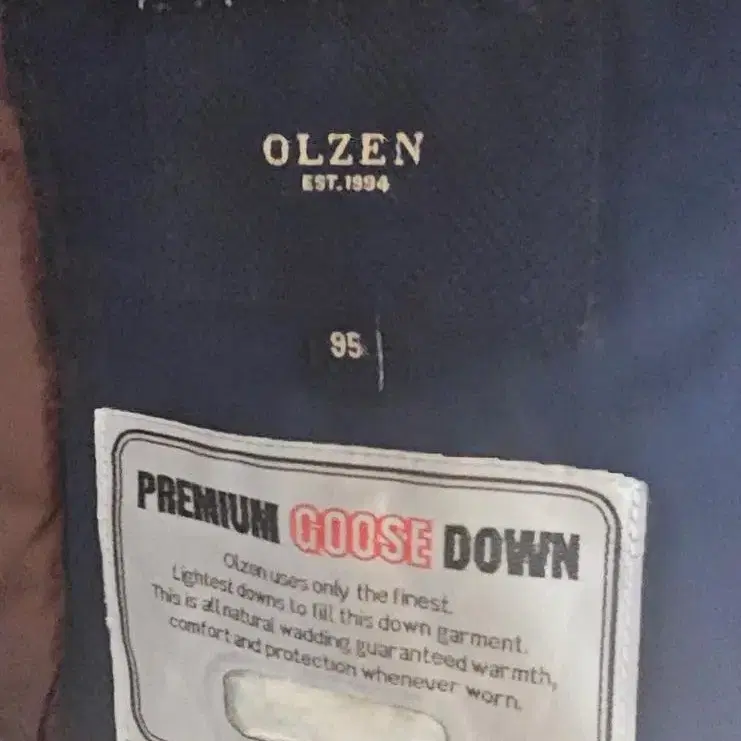 OLZEN
EST.1994
95
PREMIUM GOOSE DOWN
Olzen uses only the finest.
Lightest downs to fill this down garment.
This is all natural wadding guaranteed warmth,
comfort and protection whenever worn.